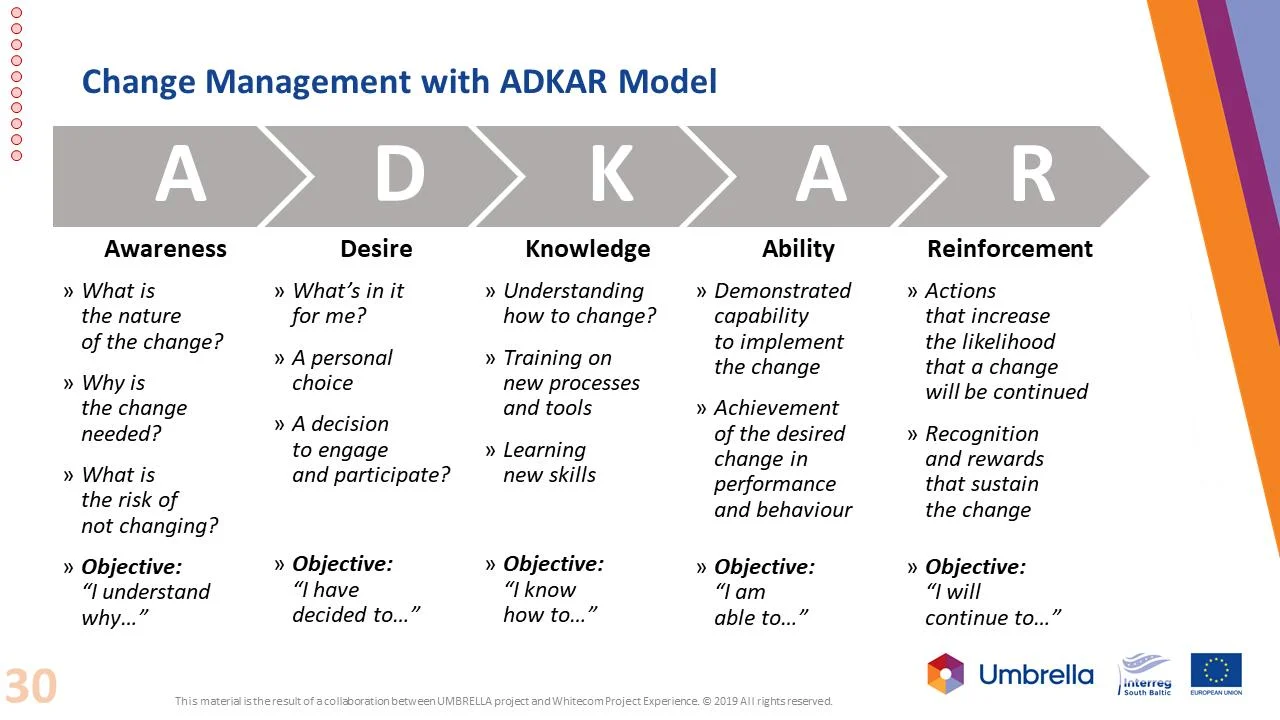 Change Management with ADKAR Model
A
D
K
A
R
Awareness
» What is
the nature
of the change?
» Why is
the change
needed?
» What is
the risk of
not changing?
» Objective:
“I understand
why…”
Desire
» What’s in it
for me?
» A personal
choice
» A decision
to engage
and participate?
» Objective:
“I have
decided to…”
Knowledge
» Understanding
how to change?
» Training on
new processes
and tools
» Learning
new skills
» Objective:
“I know
how to…”
Ability
» Demonstrated
capability
to implement
the change
» Achievement
of the desired
change in
performance
and behaviour
» Objective:
“I am
able to…”
Reinforcement
» Actions
that increase
the likelihood
that a change
will be continued
» Recognition
and rewards
that sustain
the change
» Objective:
“I will
continue to…”
30
This material is the result of a collaboration between UMBRELLA project and Whitecom Project Experience. © 2019 All rights reserved.
Umbrella
Interreg
South Baltic
EUROPEAN UNION